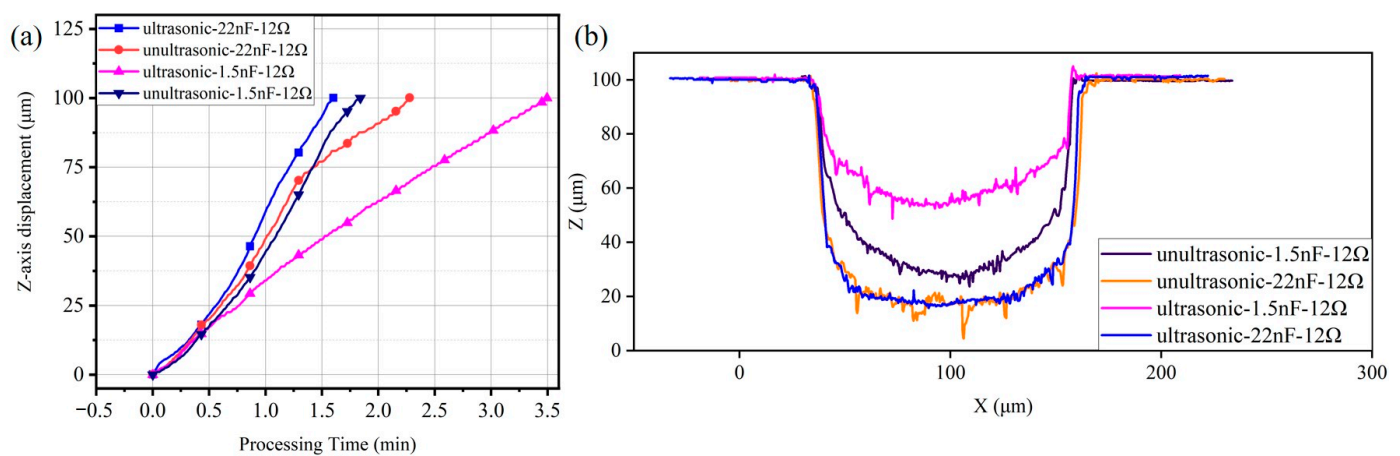 (a)
125
100
75
50
25
0
Z-axis displacement (μm)
ultrasonic-22nF-12Ω
unultrasonic-22nF-12Ω
ultrasonic-1.5nF-12Ω
unultrasonic-1.5nF-12Ω
−0.5 0.0 0.5 1.0 1.5 2.0 2.5 3.0 3.5
Processing Time (min)
(b)
100
80
60
40
20
0
Z (μm)
unultrasonic-1.5nF-12Ω
unultrasonic-22nF-12Ω
ultrasonic-1.5nF-12Ω
ultrasonic-22nF-12Ω
0 100 200 300
X (μm)